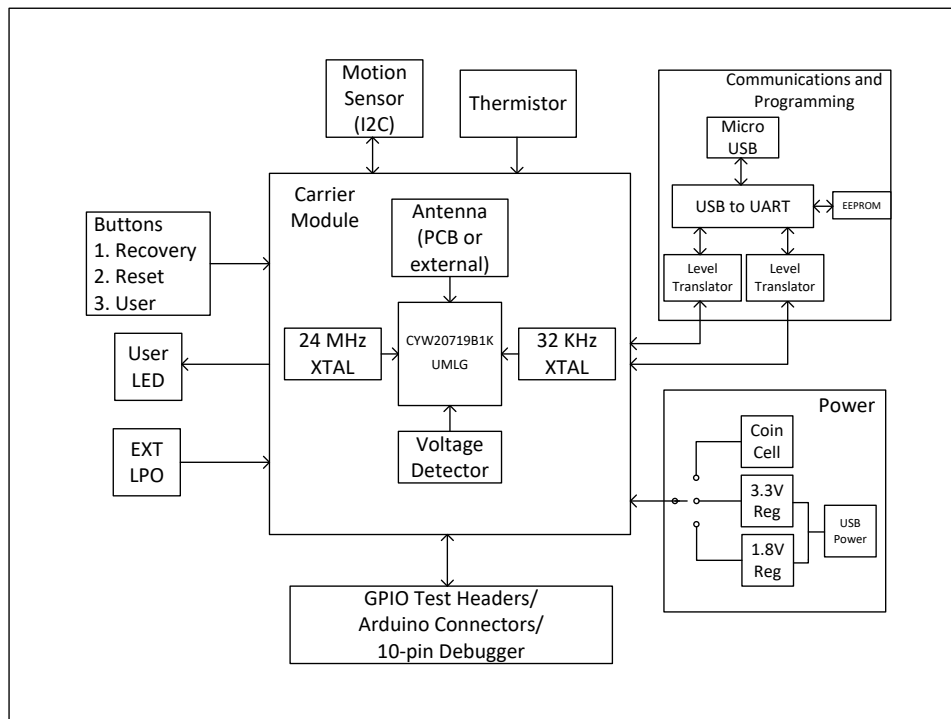 Motion
Sensor
(I2C)
Thermistor
Communications and
Programming
Micro
USB
USB to UART
EEPROM
Level
Translator
Level
Translator
Carrier
Module
Antenna
(PCB or
external)
Buttons
1. Recovery
2. Reset
3. User
User
LED
EXT
LPO
24 MHz
XTAL
CYW20719B1K
UMLG
32 KHz
XTAL
Voltage
Detector
Power
Coin
Cell
3.3V
Reg
1.8V
Reg
USB
Power
GPIO Test Headers/
Arduino Connectors/
10-pin Debugger